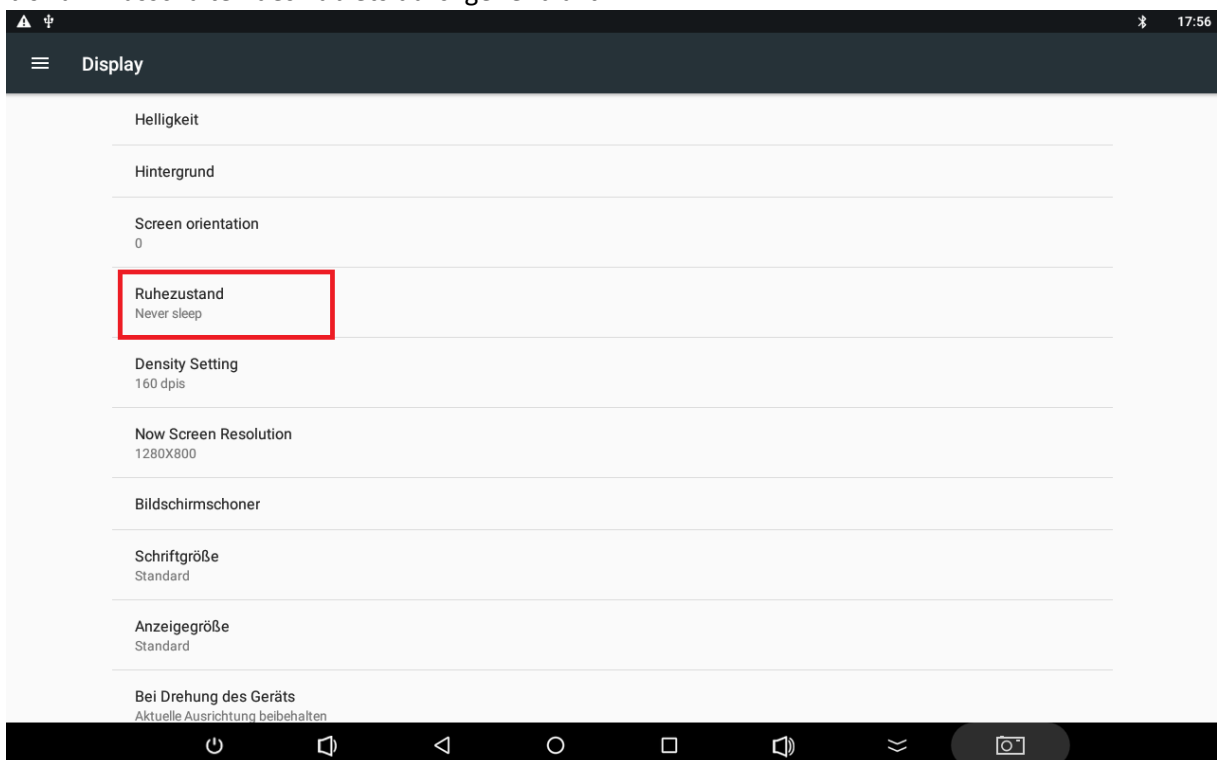 17:56
Display
Helligkeit
Hintergrund
Screen orientation
0
Ruhezustand
Never sleep
Density Setting
160 dpis
Now Screen Resolution
1280X800
Bildschirmschoner
Schriftgröße
Standard
Anzeigegröße
Standard
Bei Drehung des Geräts
Aktuelle Ausrichtung beibehalten